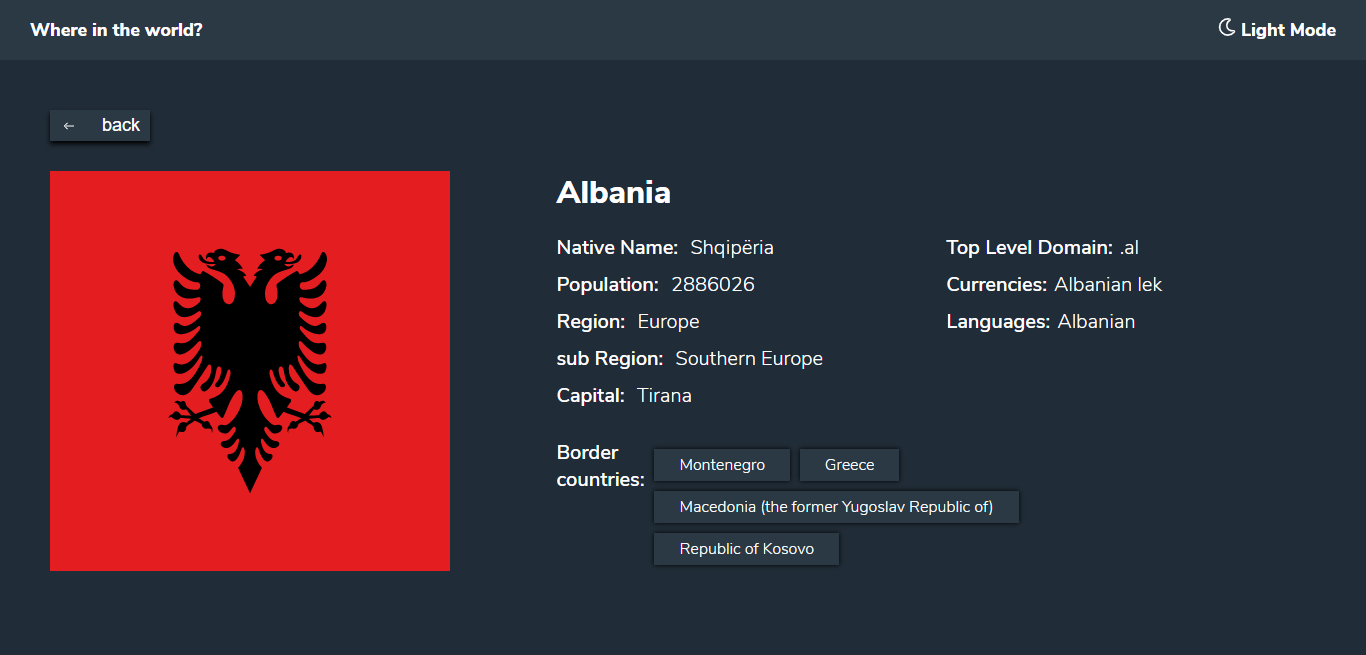 Where in the world?
Light Mode
← back
Albania
Native Name: Shqipëria
Population: 2886026
Region: Europe
sub Region: Southern Europe
Capital: Tirana
Top Level Domain: .al
Currencies: Albanian lek
Languages: Albanian
Border
countries:
Montenegro
Greece
Macedonia (the former Yugoslav Republic of)
Republic of Kosovo